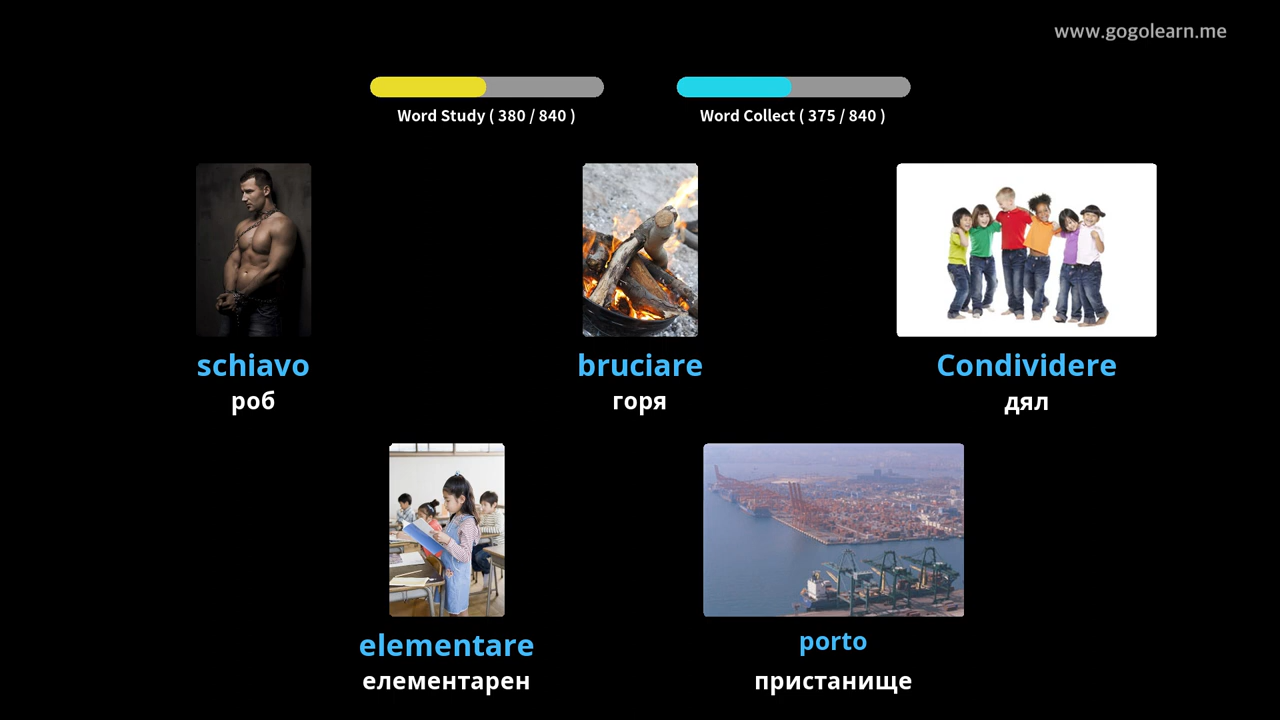 www.gogolearn.me
Word Study ( 380 / 840 )
Word Collect ( 375 / 840 )
schiavo
роб
bruciare
горя
Condividere
дял
elementare
елементарен
porto
пристанище